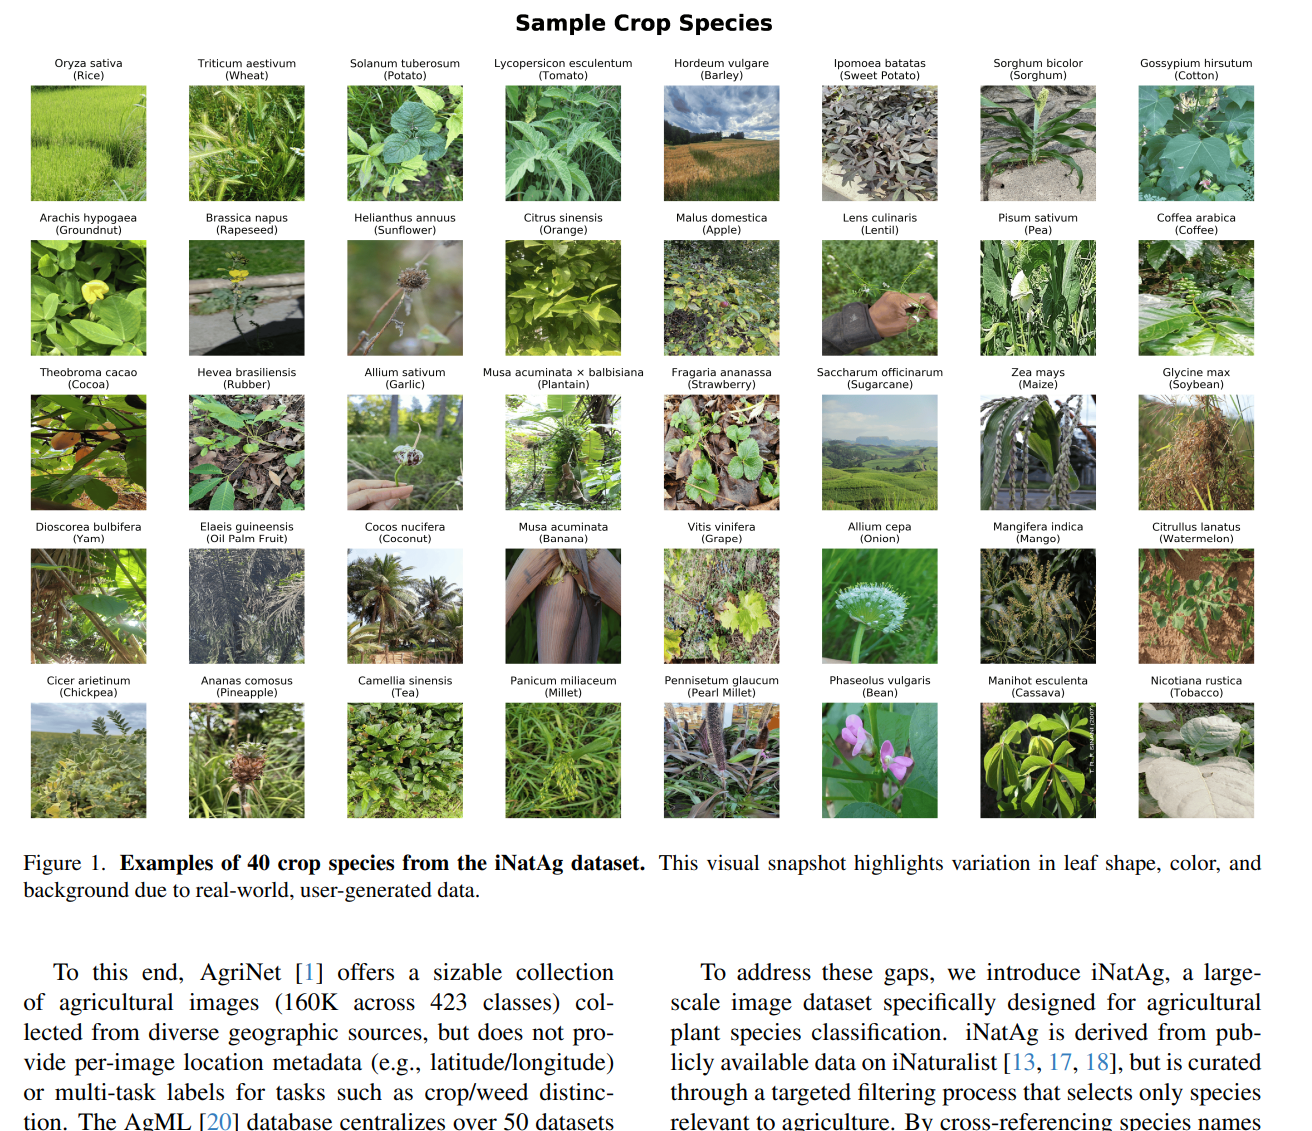 Sample Crop Species
Oryza sativa
(Rice)
Triticum aestivum
(Wheat)
Solanum tuberosum
(Potato)
Lycopersicon esculentum
(Tomato)
Hordeum vulgare
(Barley)
Ipomoea batatas
(Sweet Potato)
Sorghum bicolor
(Sorghum)
Gossypium hirsutum
(Cotton)
Arachis hypogaea
(Groundnut)
Brassica napus
(Rapeseed)
Helianthus annuus
(Sunflower)
Citrus sinensis
(Orange)
Malus domestica
(Apple)
Lens culinaris
(Lentil)
Pisum sativum
(Pea)
Coffea arabica
(Coffee)
Theobroma cacao
(Cocoa)
Hevea brasiliensis
(Rubber)
Allium sativum
(Garlic)
Musa acuminata × balbisiana
(Plantain)
Fragaria ananassa
(Strawberry)
Saccharum officinarum
(Sugarcane)
Zea mays
(Maize)
Glycine max
(Soybean)
Dioscorea bulbifera
(Yam)
Elaeis guineensis
(Oil Palm Fruit)
Cocos nucifera
(Coconut)
Musa acuminata
(Banana)
Vitis vinifera
(Grape)
Allium cepa
(Onion)
Mangifera indica
(Mango)
Citrullus lanatus
(Watermelon)
Cicer arietinum
(Chickpea)
Ananas comosus
(Pineapple)
Camellia sinensis
(Tea)
Panicum miliaceum
(Millet)
Pennisetum glaucum
(Pearl Millet)
Phaseolus vulgaris
(Bean)
Manihot esculenta
(Cassava)
Nicotiana rustica
(Tobacco)
Figure 1. Examples of 40 crop species from the iNatAg dataset. This visual snapshot highlights variation in leaf shape, color, and
background due to real-world, user-generated data.
To this end, AgriNet [1] offers a sizable collection
of agricultural images (160K across 423 classes) col-
lected from diverse geographic sources, but does not pro-
vide per-image location metadata (e.g., latitude/longitude)
or multi-task labels for tasks such as crop/weed distinc-
tion. The AgML [20] database centralizes over 50 datasets
To address these gaps, we introduce iNatAg, a large-
scale image dataset specifically designed for agricultural
plant species classification. iNatAg is derived from pub-
licly available data on iNaturalist [13, 17, 18], but is curated
through a targeted filtering process that selects only species
relevant to agriculture. By cross-referencing species names